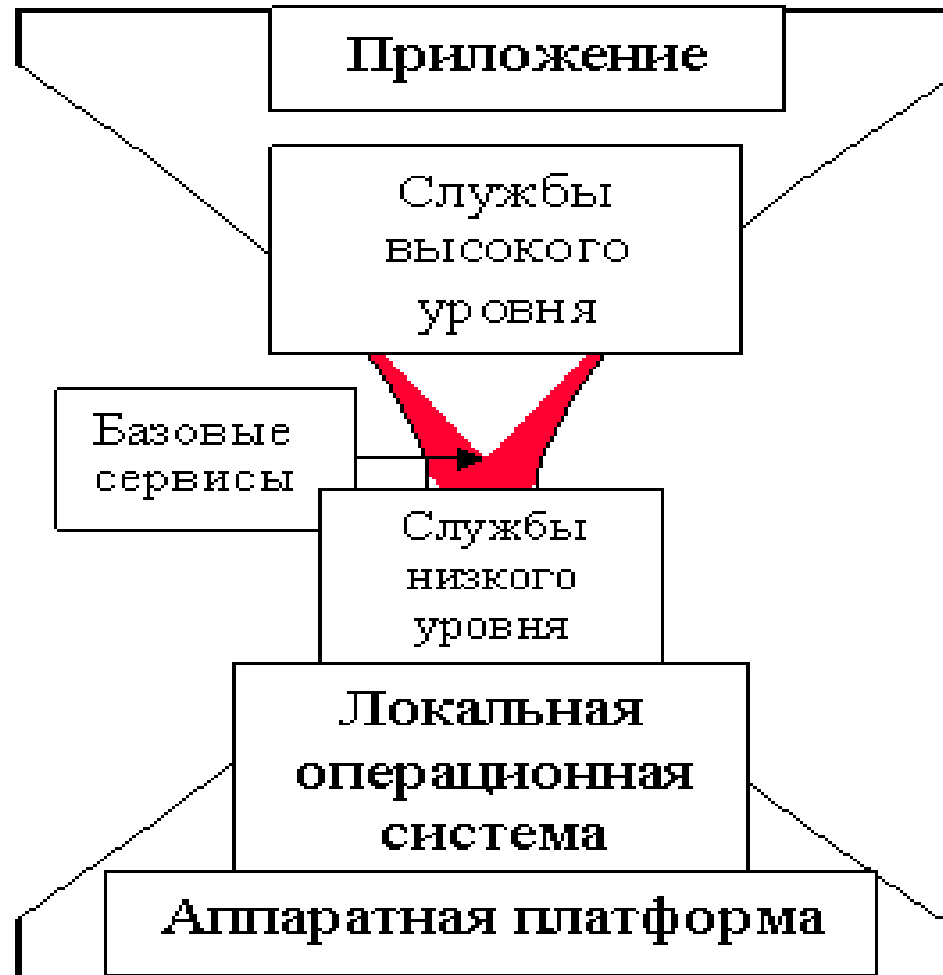 Приложение
Службы
высокого
уровня
Базовые
сервисы
Службы
низкого
уровня
Локальная
операционная
система
Аппаратная платформа